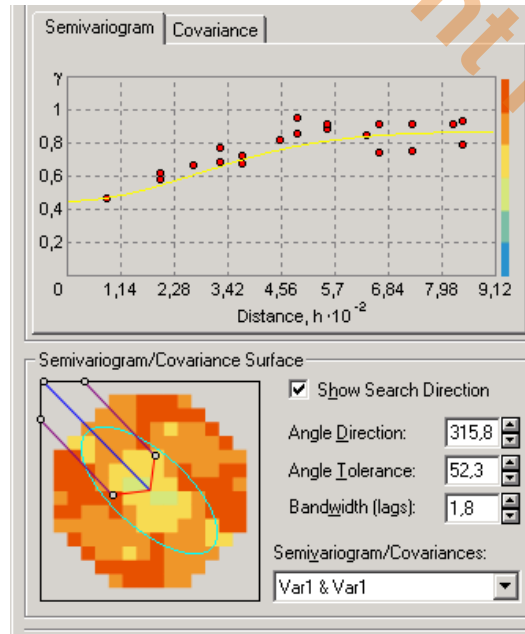 Semivariogram Covariance
γ
1
0,8
0,6
0,4
0,2
0 1,14 2,28 3,42 4,56 5,7 6,84 7,98 9,12
Distance, h ·10⁻²
Semivariogram/Covariance Surface
Show Search Direction
Angle Direction: 315,8
Angle Tolerance: 52,3
Bandwidth (lags): 1,8
Semivariogram/Covariances:
Var1 & Var1